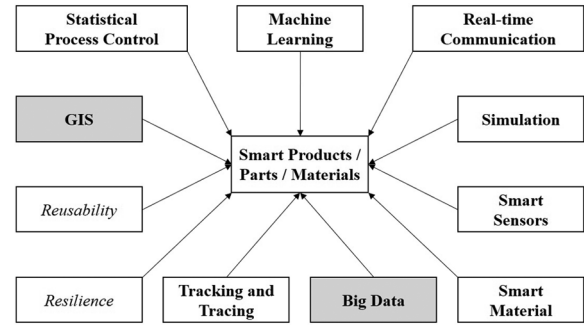 Statistical
Process Control
Machine
Learning
Real-time
Communication
GIS
Smart Products /
Parts / Materials
Simulation
Reusability
Smart
Sensors
Resilience
Tracking and
Tracing
Big Data
Smart
Material